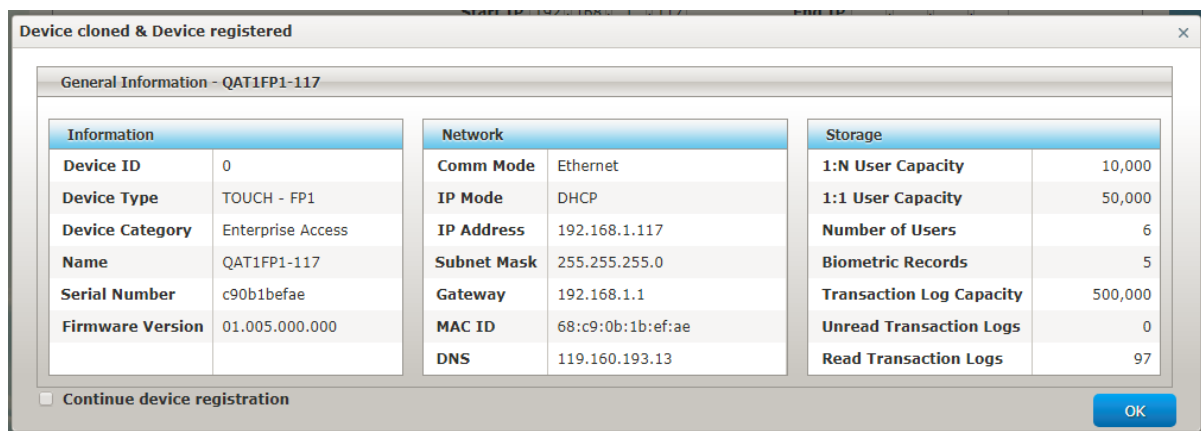 Device cloned & Device registered
General Information - QAT1FP1-117
Information
Device ID 0
Device Type TOUCH - FP1
Device Category Enterprise Access
Name QAT1FP1-117
Serial Number c90b1befae
Firmware Version 01.005.000.000
Network
Comm Mode Ethernet
IP Mode DHCP
IP Address 192.168.1.117
Subnet Mask 255.255.255.0
Gateway 192.168.1.1
MAC ID 68:c9:0b:1b:ef:ae
DNS 119.160.193.13
Storage
1:N User Capacity 10,000
1:1 User Capacity 50,000
Number of Users 6
Biometric Records 5
Transaction Log Capacity 500,000
Unread Transaction Logs 0
Read Transaction Logs 97
Continue device registration
OK